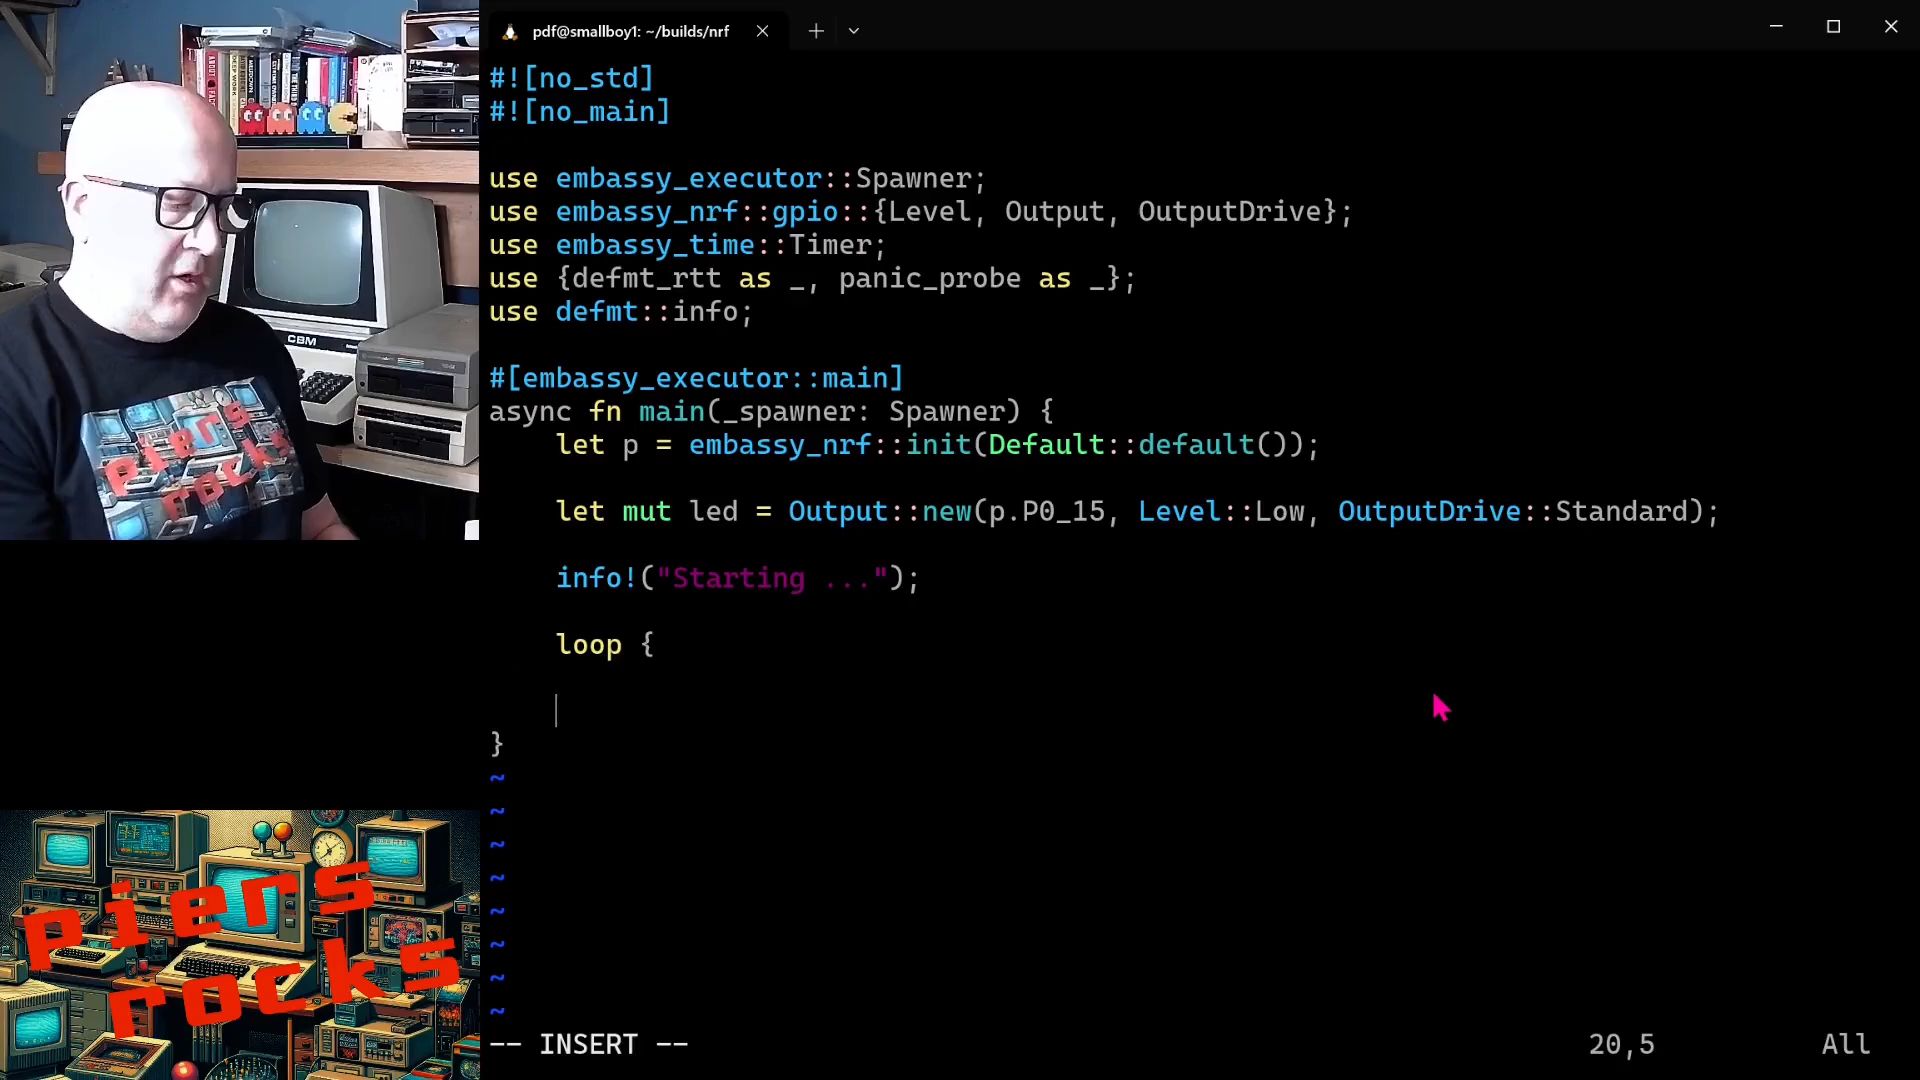 pdf@smallboy1: ~/builds/nrf
#![no_std]
#![no_main]
use embassy_executor::Spawner;
use embassy_nrf::gpio::{Level, Output, OutputDrive};
use embassy_time::Timer;
use {defmt_rtt as _, panic_probe as _};
use defmt::info;
#[embassy_executor::main]
async fn main(_spawner: Spawner) {
let p = embassy_nrf::init(Default::default());
let mut led = Output::new(p.P0_15, Level::Low, OutputDrive::Standard);
info!("Starting ...");
loop {
}
~
~
~
~
~
~
~
~
-- INSERT --
20,5
All
CBM
piers
rocks
piers
rocks
DEEP WORK